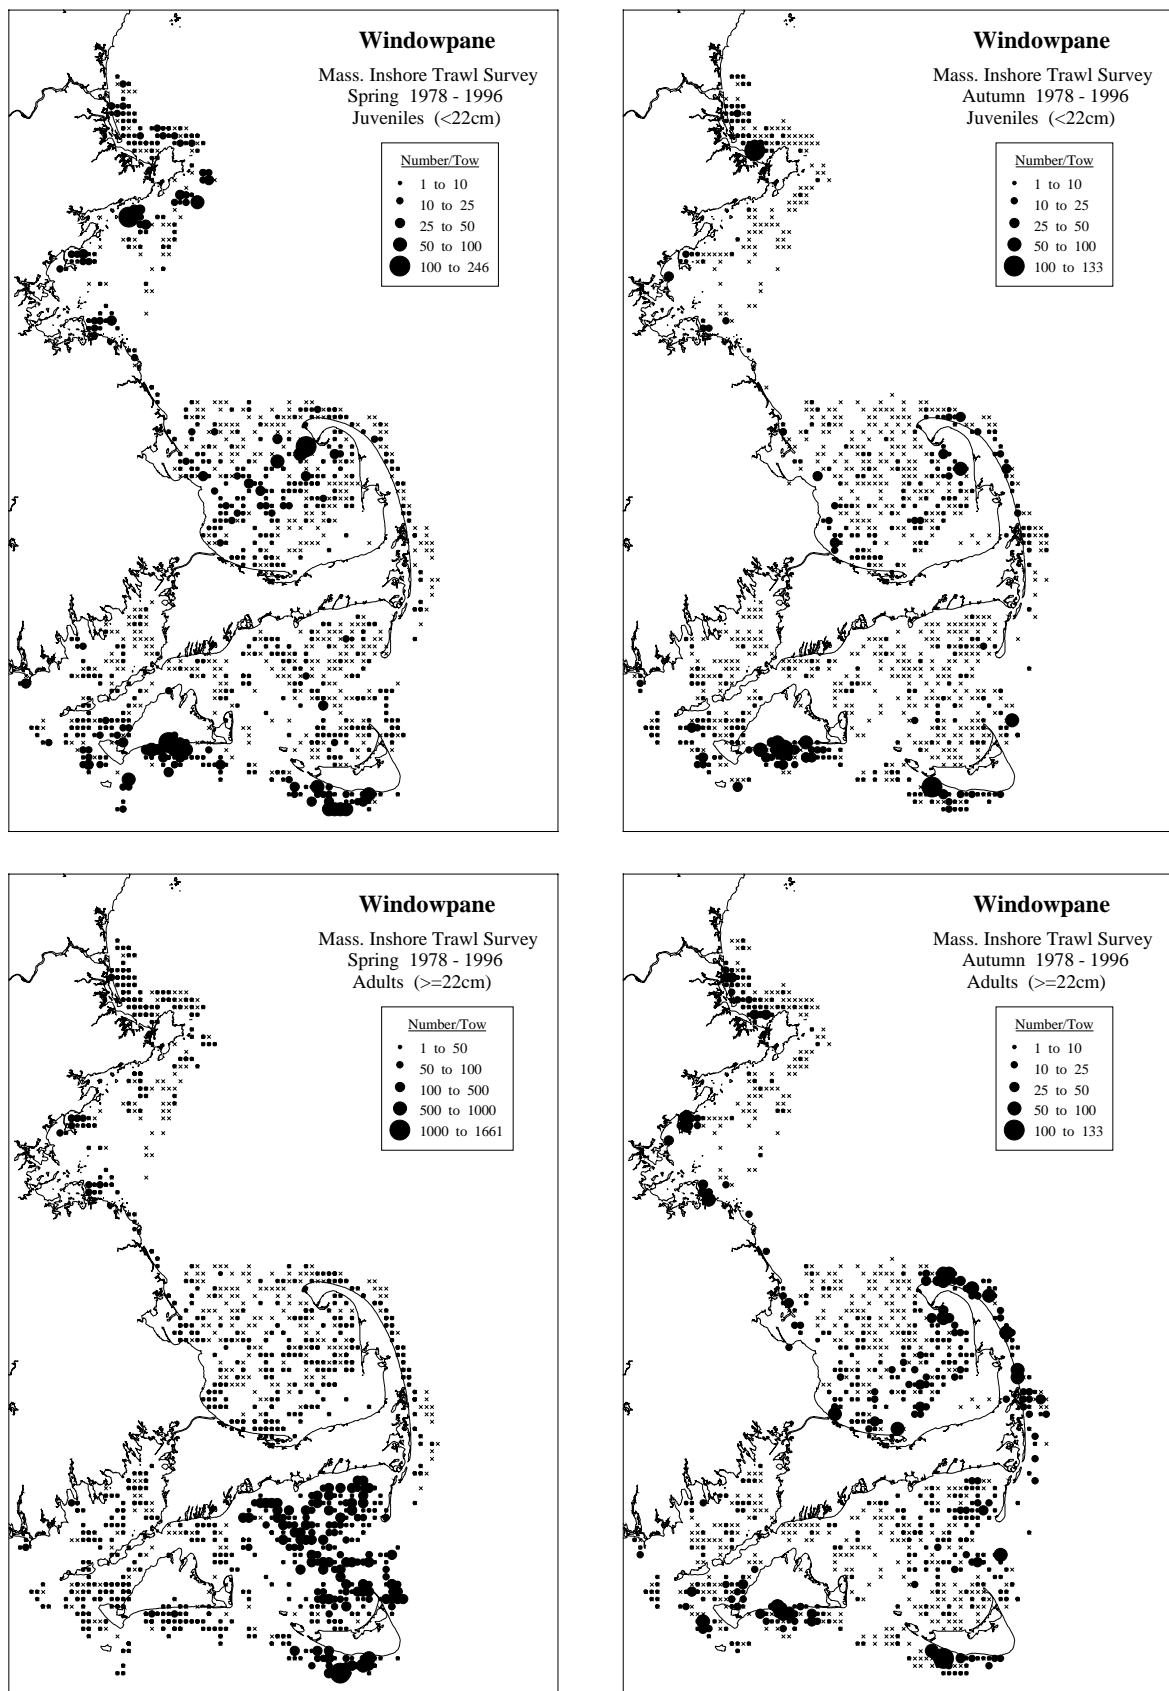 Windowpane
Mass. Inshore Trawl Survey
Spring 1978 - 1996
Juveniles (<22cm)
Number/Tow
1 to 10
10 to 25
25 to 50
50 to 100
100 to 246
Windowpane
Mass. Inshore Trawl Survey
Autumn 1978 - 1996
Juveniles (<22cm)
Number/Tow
1 to 10
10 to 25
25 to 50
50 to 100
100 to 133
Windowpane
Mass. Inshore Trawl Survey
Spring 1978 - 1996
Adults (>=22cm)
Number/Tow
1 to 50
50 to 100
100 to 500
500 to 1000
1000 to 1661
Windowpane
Mass. Inshore Trawl Survey
Autumn 1978 - 1996
Adults (>=22cm)
Number/Tow
1 to 10
10 to 25
25 to 50
50 to 100
100 to 133